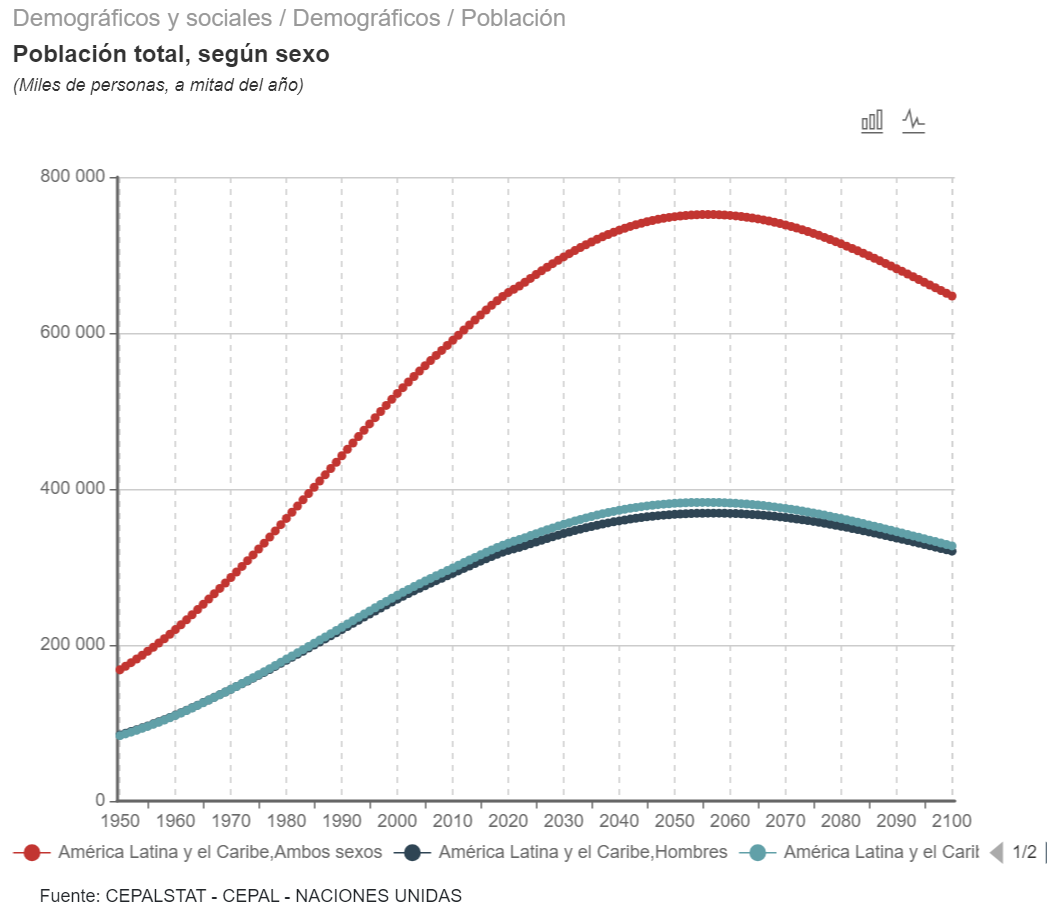 Demográficos y sociales / Demográficos / Población
Población total, según sexo
(Miles de personas, a mitad del año)
800 000
600 000
400 000
200 000
0
1950 1960 1970 1980 1990 2000 2010 2020 2030 2040 2050 2060 2070 2080 2090 2100
América Latina y el Caribe,Ambos sexos América Latina y el Caribe,Hombres América Latina y el Carib 1/2
Fuente: CEPALSTAT - CEPAL - NACIONES UNIDAS